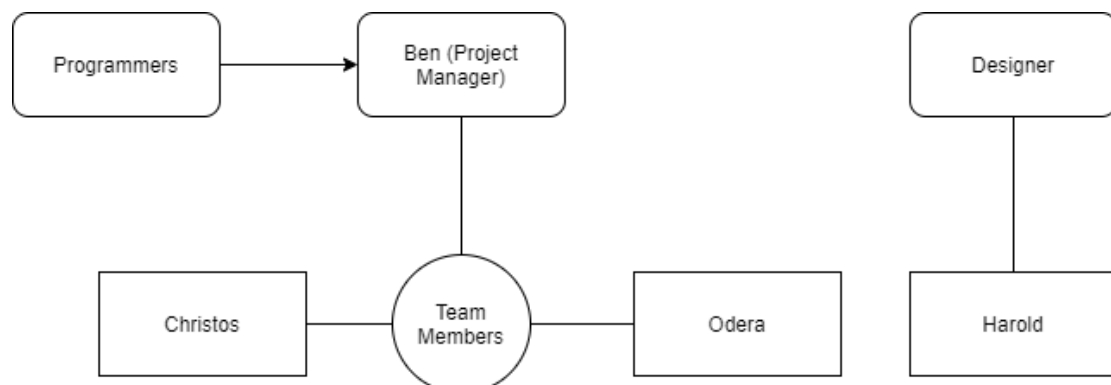 Programmers
Ben (Project
Manager)
Designer
Christos
Team
Members
Odera
Harold